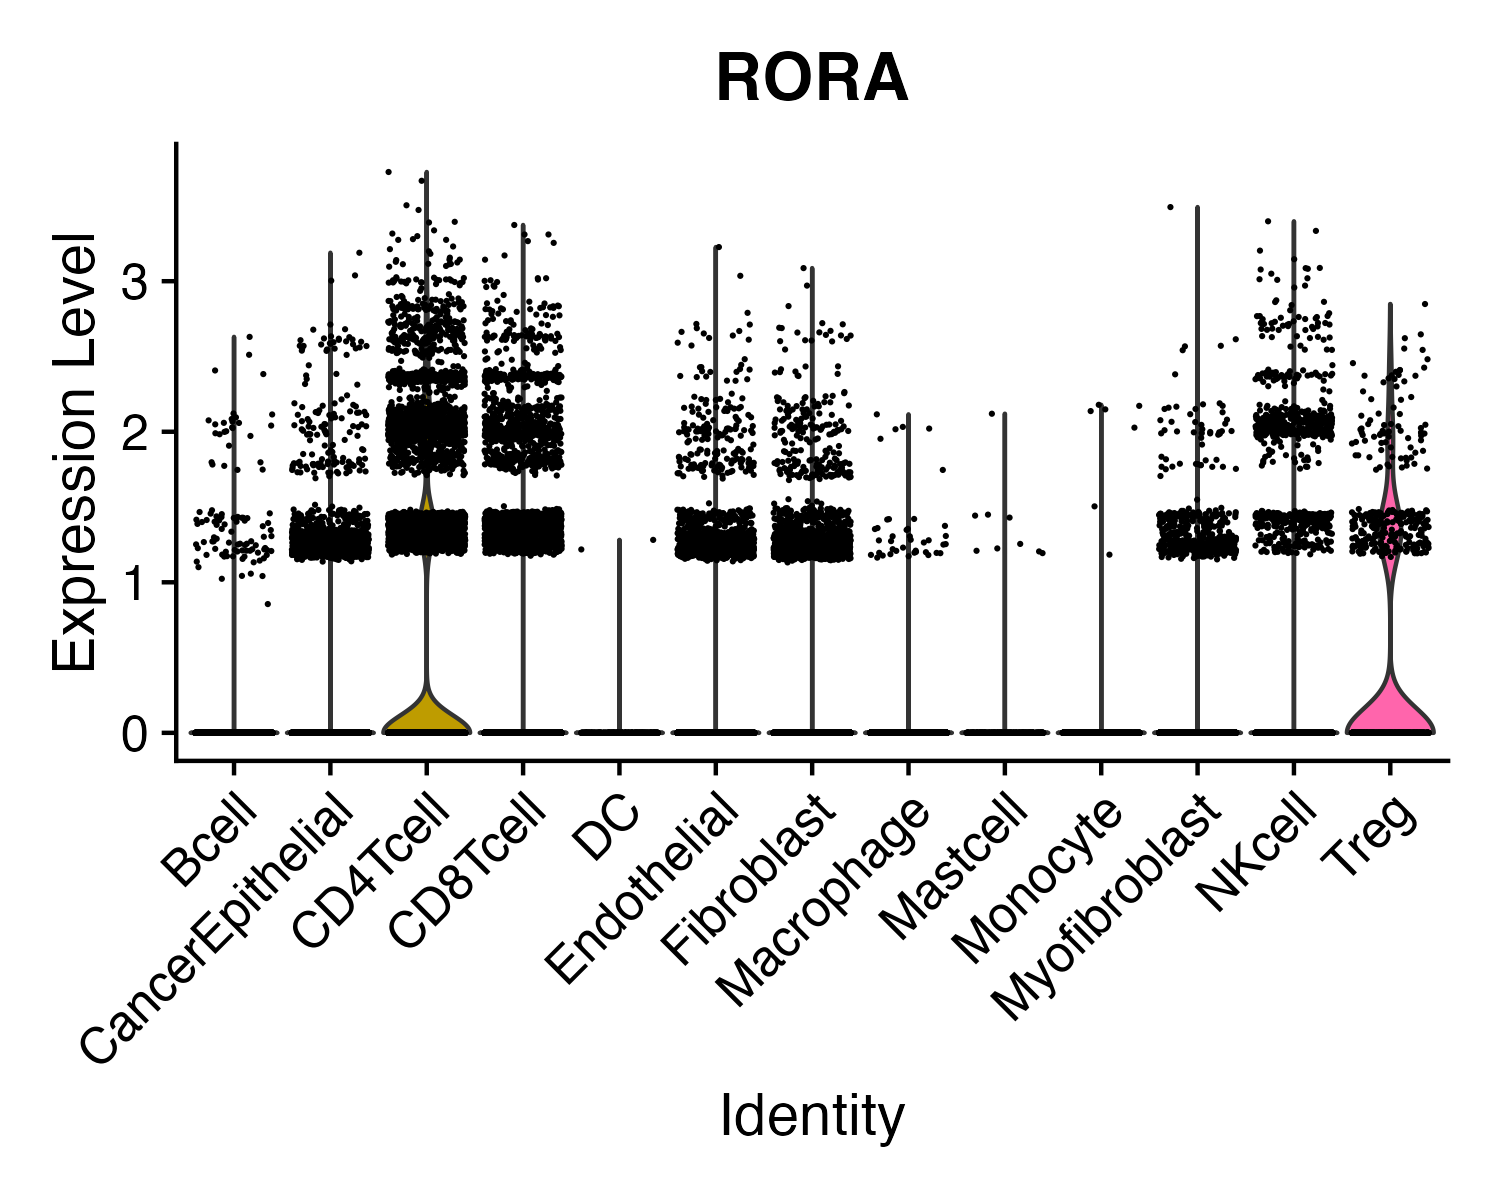 RORA
Expression Level
3
2
1
0
Bcell
CancerEpithelial
CD4Tcell
CD8Tcell
DC
Endothelial
Fibroblast
Macrophage
Mastcell
Monocyte
Myofibroblast
NKcell
Treg
Identity